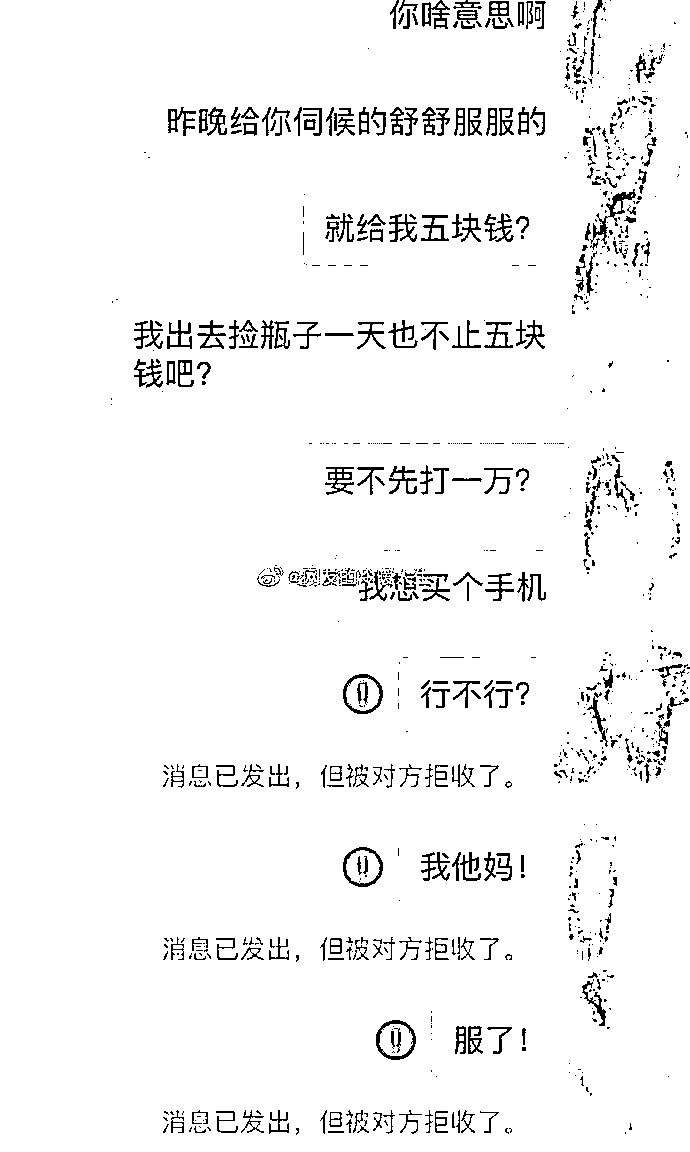 你啥意思啊
昨晚给你伺候的舒舒服服的
就给我五块钱?
我出去捡瓶子一天也不止五块
钱吧?
要不先打一万?
我想买个手机
行不行?
消息已发出，但被对方拒收了。
我他妈!
消息已发出，但被对方拒收了。
服了!
消息已发出，但被对方拒收了。